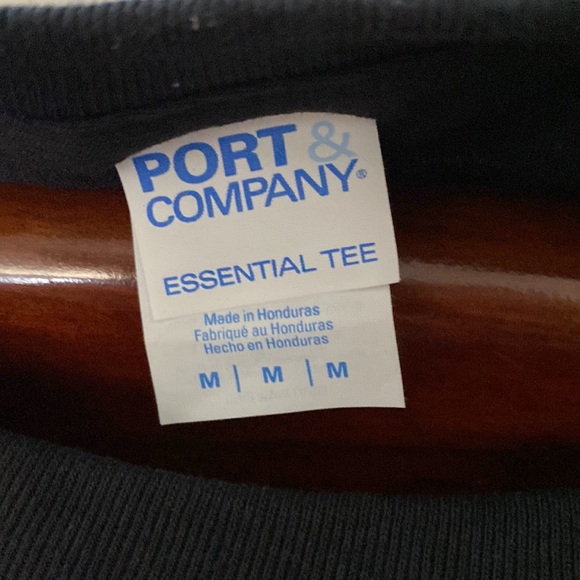 PORT &
COMPANY®
ESSENTIAL TEE
Made in Honduras
Fabriqué au Honduras
Hecho en Honduras
M | M | M